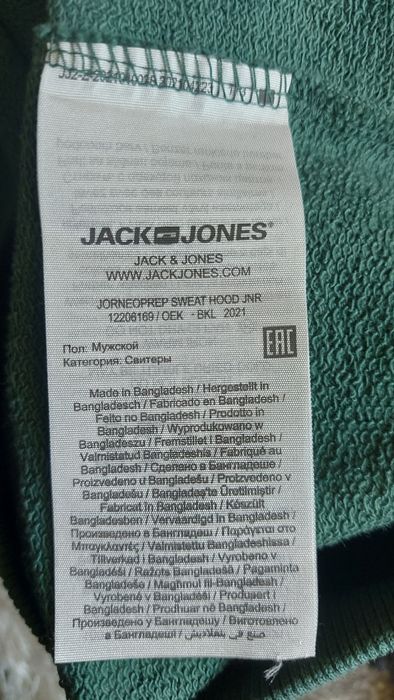 JACK JONES®
JACK & JONES
WWW.JACKJONES.COM
JORNEOPREP SWEAT HOOD JNR
12206169 / OEK - BKL 2021
EAC
Пол: Мужской
Категория: Свитеры
Made in Bangladesh / Hergestellt in
Bangladesch / Fabricado en Bangladesh /
Feito no Bangladesh / Prodotto in
Bangladesh / Wyprodukowano w
Bangladeszu / Fremstillet i Bangladesh /
Valmistatud Bangladeshis / Fabriqué au
Bangladesh / Сделано в Бангладеше /
Proizvedeno u Bangladešu / Proizvedeno v
Bangladešu / Bangladeş'te Üretilmiştir /
Fabricat în Bangladesh / Készült
Bangladesben / Vervaardigd in Bangladesh /
Произведено в Бангладеш / Παράγεται στο
Μπαγκλαντές / Valmistettu Bangladeshissa /
Tillverkad i Bangladesh / Vyrobeno v
Bangladéši / Ražots Bangladešā / Pagaminta
Bangladeše / Maghmul fil-Bangladesh /
Vyrobené v Bangladéši / Produsert i
Bangladesh / Prodhuar në Bangladesh /
Произведено у Бангладешу / Виготовлено
в Бангладеші / صنع في بنغلاديش